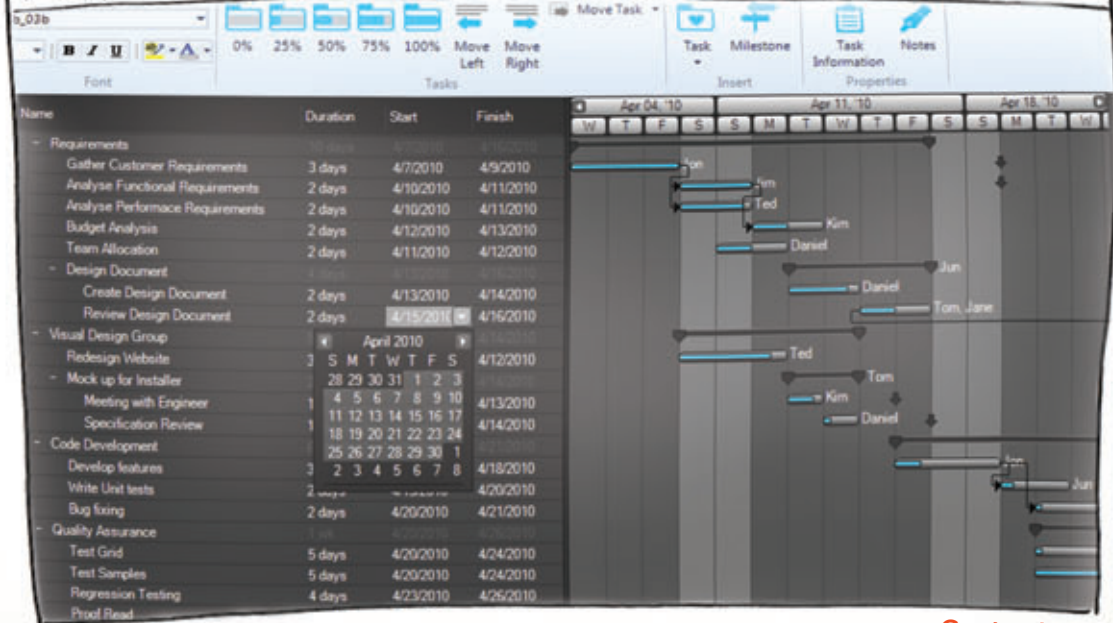 s_03b
Move Task
B I U A
0% 25% 50% 75% 100% Move Left Move Right
Task Milestone Task Information Notes
Font Tasks Insert Properties
Name Duration Start Finish
Apr 04, '10 Apr 11, '10 Apr 18, '10
W T F S S M T W T F S S M T W
- Requirements
Gather Customer Requirements 3 days 4/7/2010 4/9/2010 Jon
Analyse Functional Requirements 2 days 4/10/2010 4/11/2010 Jim
Analyse Performace Requirements 2 days 4/10/2010 4/11/2010 Ted
Budget Analysis 2 days 4/12/2010 4/13/2010 Kim
Team Allocation 2 days 4/11/2010 4/12/2010 Daniel
- Design Document Jun
Create Design Document 2 days 4/13/2010 4/14/2010 Daniel
Review Design Document 2 days 4/15/2010 4/16/2010 Tom, Jane
- Visual Design Group
Redesign Website 3 4/12/2010 Ted
- Mock up for Installer Tom
Meeting with Engineer 1 4/13/2010 Kim
Specification Review 1 4/14/2010 Daniel
- Code Development
Develop features 3 4/18/2010 Jon
Write Unit tests 2 days 4/20/2010 Jun
Bug fixing 2 days 4/20/2010 4/21/2010
- Quality Assurance
Test Grid 5 days 4/20/2010 4/24/2010
Test Samples 5 days 4/20/2010 4/24/2010
Regression Testing 4 days 4/23/2010 4/26/2010
Proof Read
April 2010
S M T W T F S
28 29 30 31 1 2 3
4 5 6 7 8 9 10
11 12 13 14 15 16 17
18 19 20 21 22 23 24
25 26 27 28 29 30 1
2 3 4 5 6 7 8